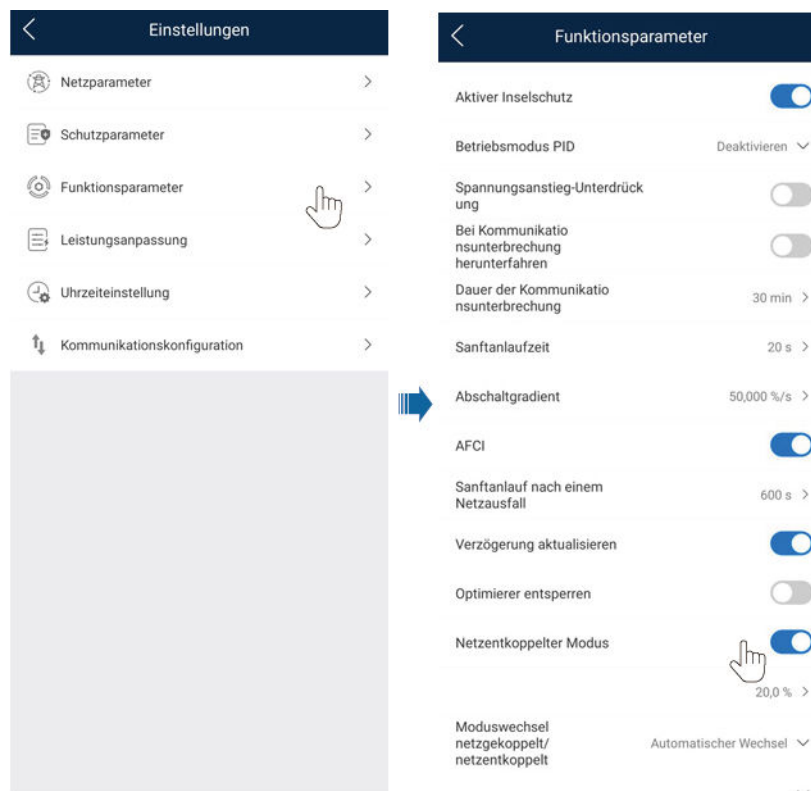 Einstellungen
Netzparameter
Schutzparameter
Funktionsparameter
Leistungsanpassung
Uhrzeiteinstellung
Kommunikationskonfiguration
Funktionsparameter
Aktiver Inselschutz
Betriebsmodus PID Deaktivieren
Spannungsanstieg-Unterdrück
ung
Bei Kommunikatio
nsunterbrechung
herunterfahren
Dauer der Kommunikatio
nsunterbrechung 30 min
Sanftanlaufzeit 20 s
Abschaltgradient 50,000 %/s
AFCI
Sanftanlauf nach einem
Netzausfall 600 s
Verzögerung aktualisieren
Optimierer entsperren
Netzentkoppelter Modus
20,0 %
Moduswechsel
netzgekoppelt/ Automatischer Wechsel
netzentkoppelt